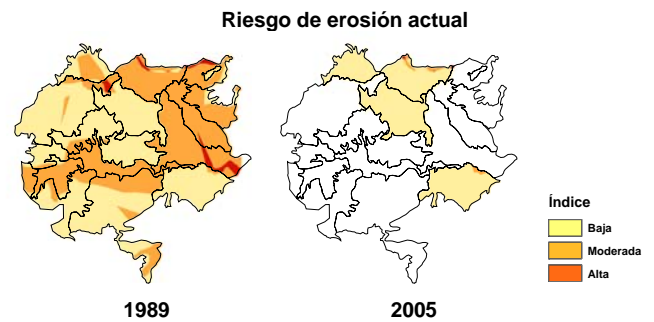 Riesgo de erosión actual
Índice
Baja
Moderada
Alta
1989
2005